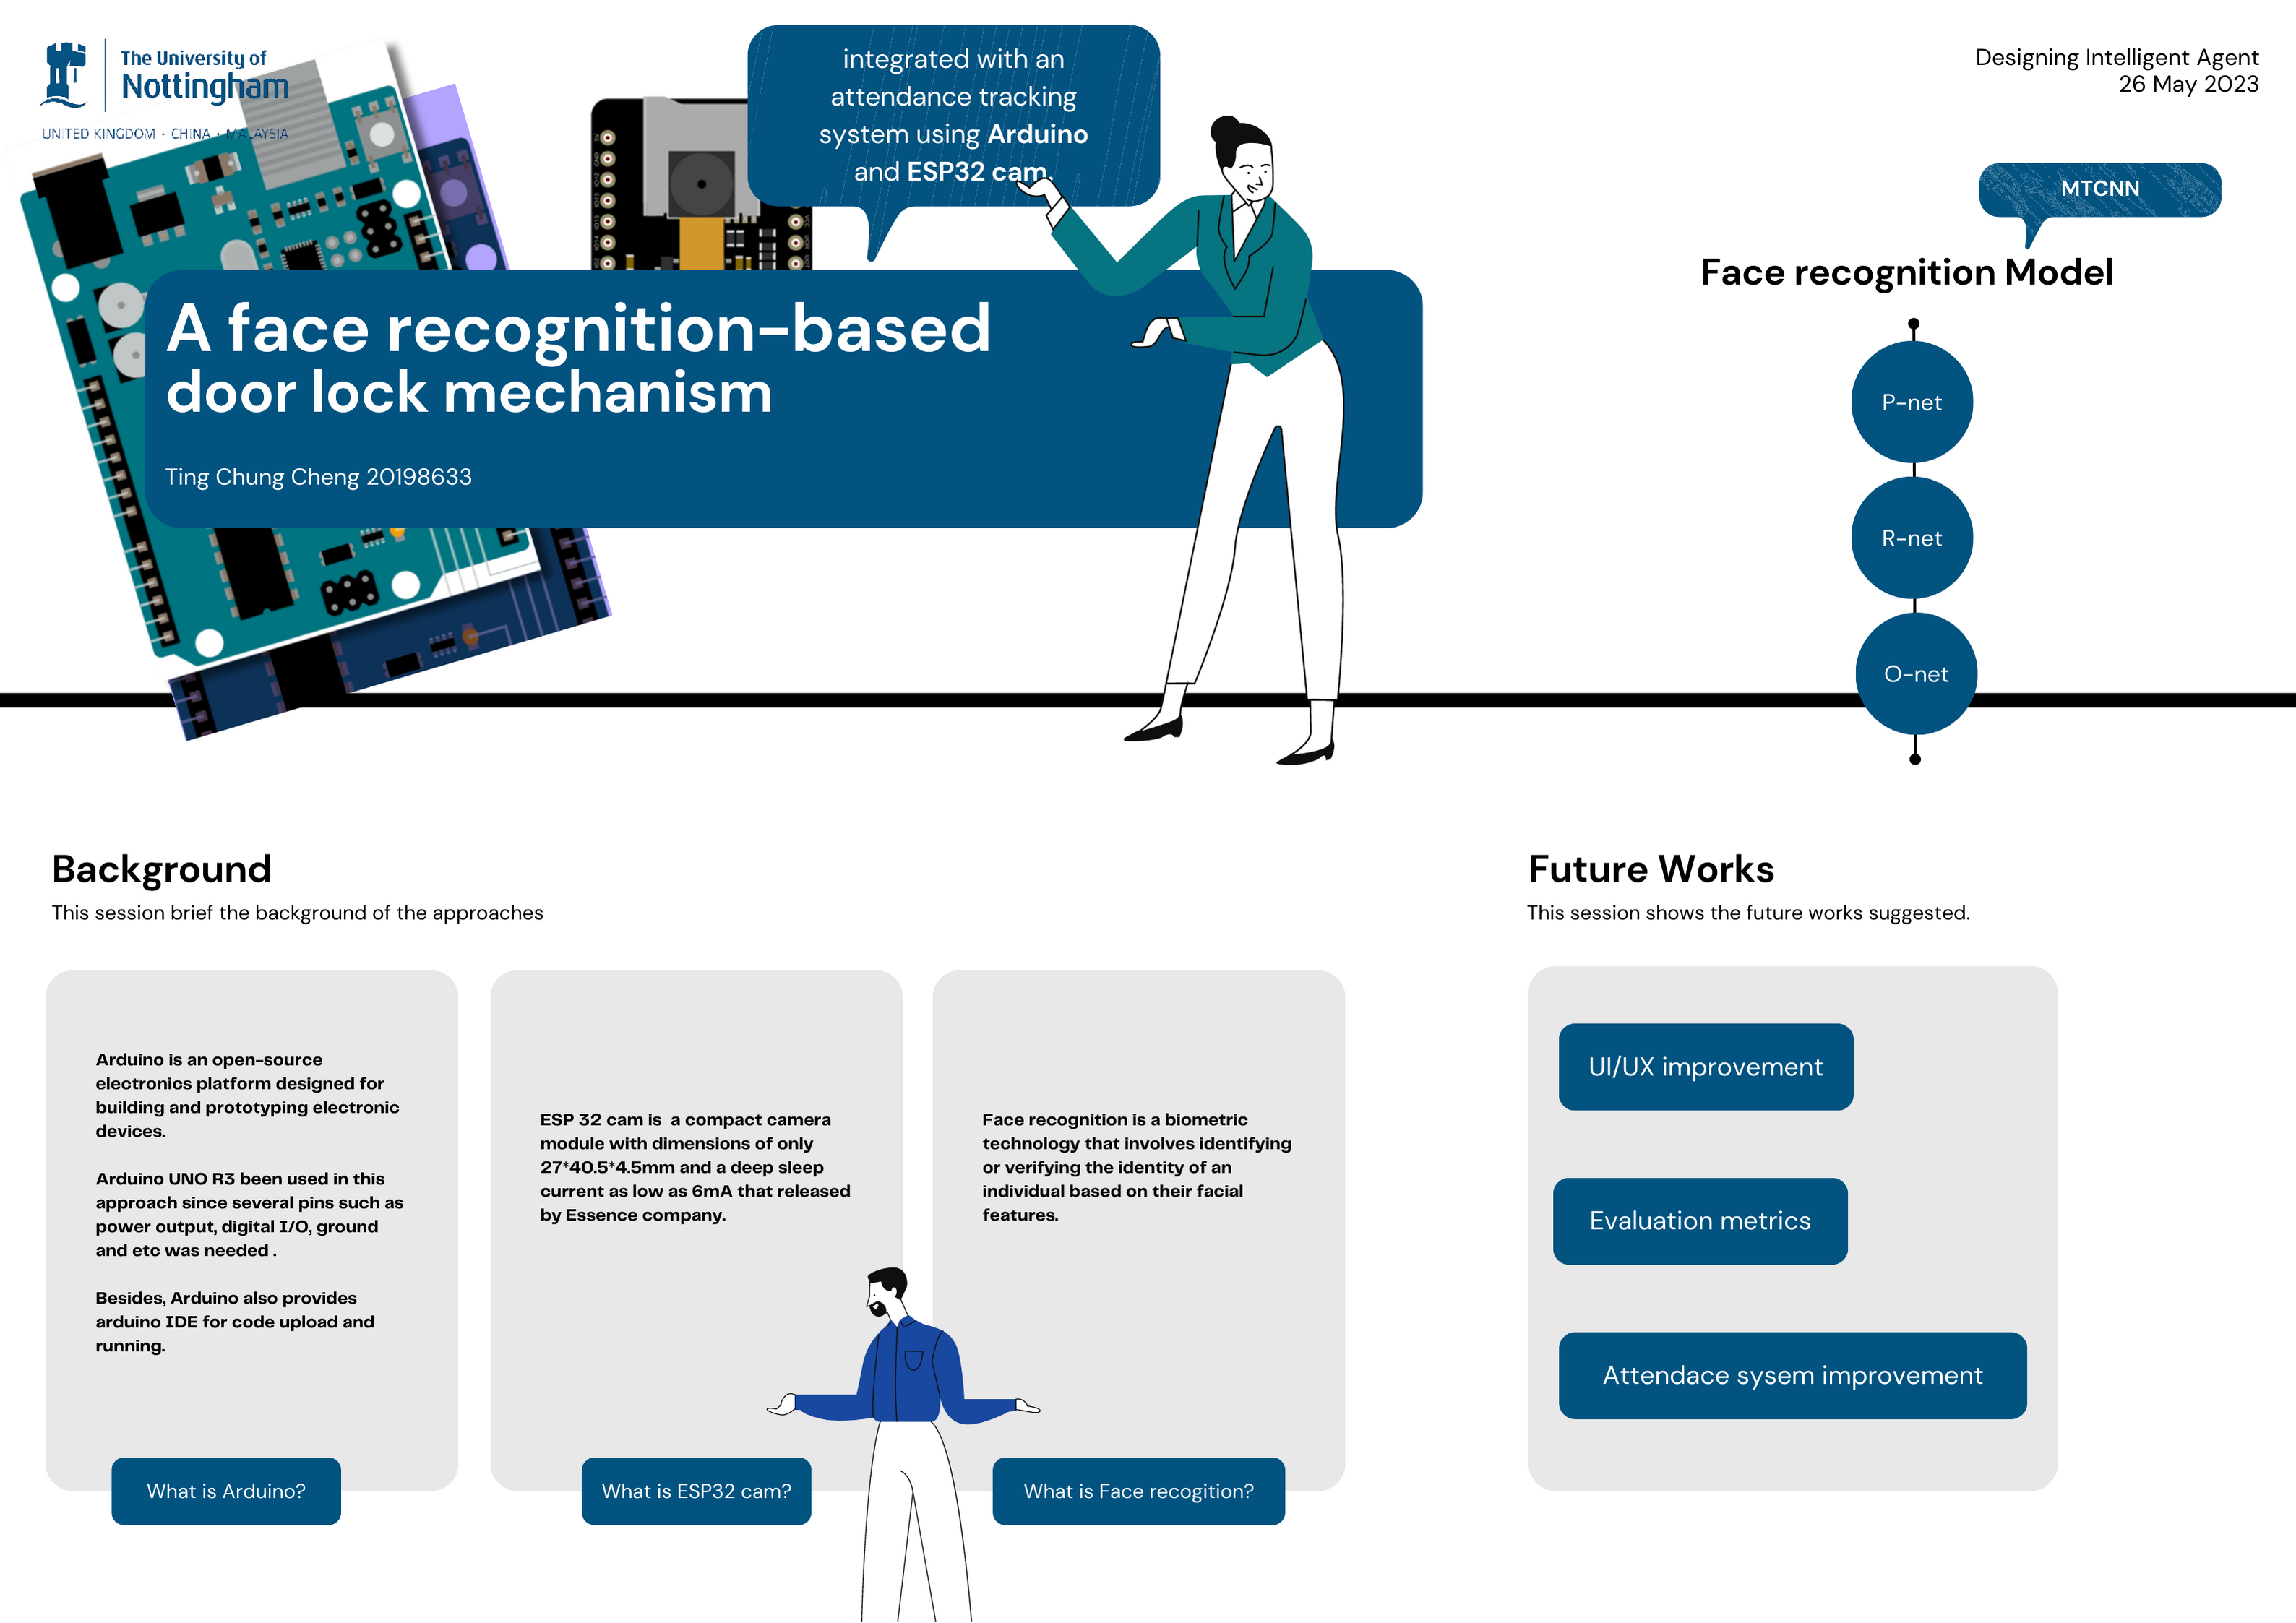 The University of
Nottingham
UNITED KINGDOM · CHINA · MALAYSIA
integrated with an
attendance tracking
system using Arduino
and ESP32 cam.
Designing Intelligent Agent
26 May 2023
A face recognition-based
door lock mechanism
Ting Chung Cheng 20198633
MTCNN
Face recognition Model
P-net
R-net
O-net
Background
This session brief the background of the approaches
Arduino is an open-source
electronics platform designed for
building and prototyping electronic
devices.
Arduino UNO R3 been used in this
approach since several pins such as
power output, digital I/O, ground
and etc was needed .
Besides, Arduino also provides
arduino IDE for code upload and
running.
What is Arduino?
ESP 32 cam is  a compact camera
module with dimensions of only
27*40.5*4.5mm and a deep sleep
current as low as 6mA that released
by Essence company.
What is ESP32 cam?
Face recognition is a biometric
technology that involves identifying
or verifying the identity of an
individual based on their facial
features.
What is Face recogition?
Future Works
This session shows the future works suggested.
UI/UX improvement
Evaluation metrics
Attendace sysem improvement